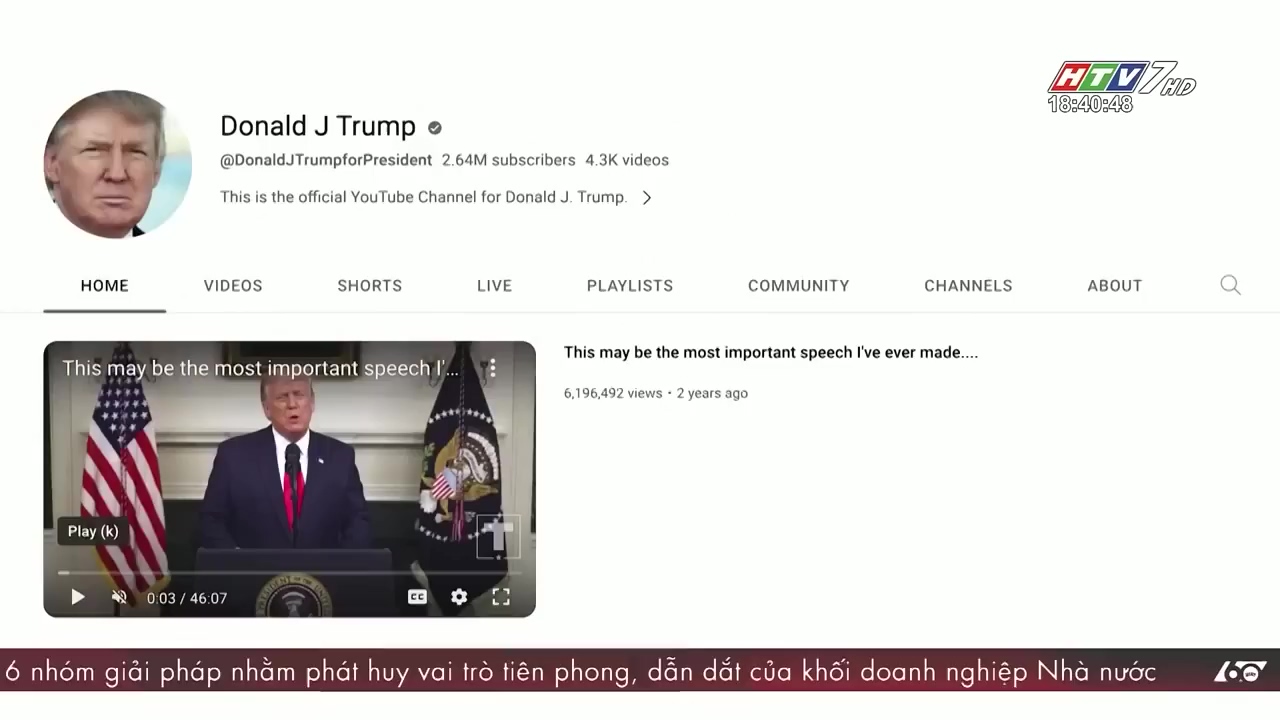 HTV7 HD
18:40:48
Donald J Trump
@DonaldJTrumpforPresident 2.64M subscribers 4.3K videos
This is the official YouTube Channel for Donald J. Trump.
HOME VIDEOS SHORTS LIVE PLAYLISTS COMMUNITY CHANNELS ABOUT
This may be the most important speech I'...
This may be the most important speech I've ever made....
6,196,492 views • 2 years ago
Play (k)
T
0:03 / 46:07
CC
6 nhóm giải pháp nhằm phát huy vai trò tiên phong, dẫn dắt của khối doanh nghiệp Nhà nước
60